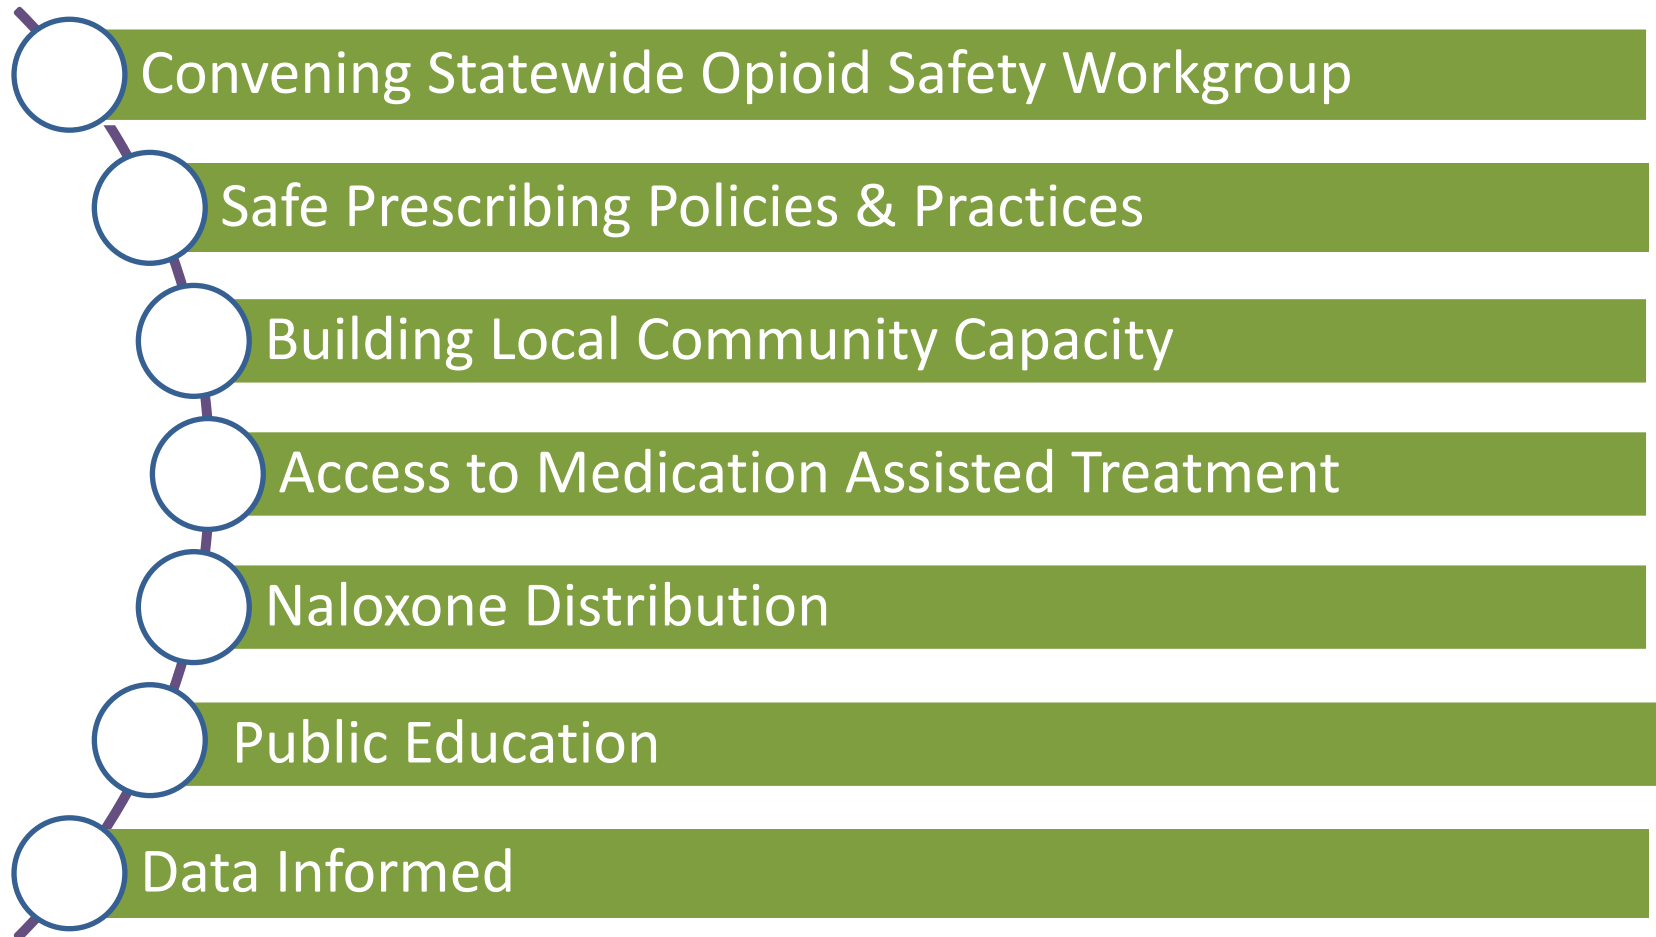 Convening Statewide Opioid Safety Workgroup
Safe Prescribing Policies & Practices
Building Local Community Capacity
Access to Medication Assisted Treatment
Naloxone Distribution
Public Education
Data Informed